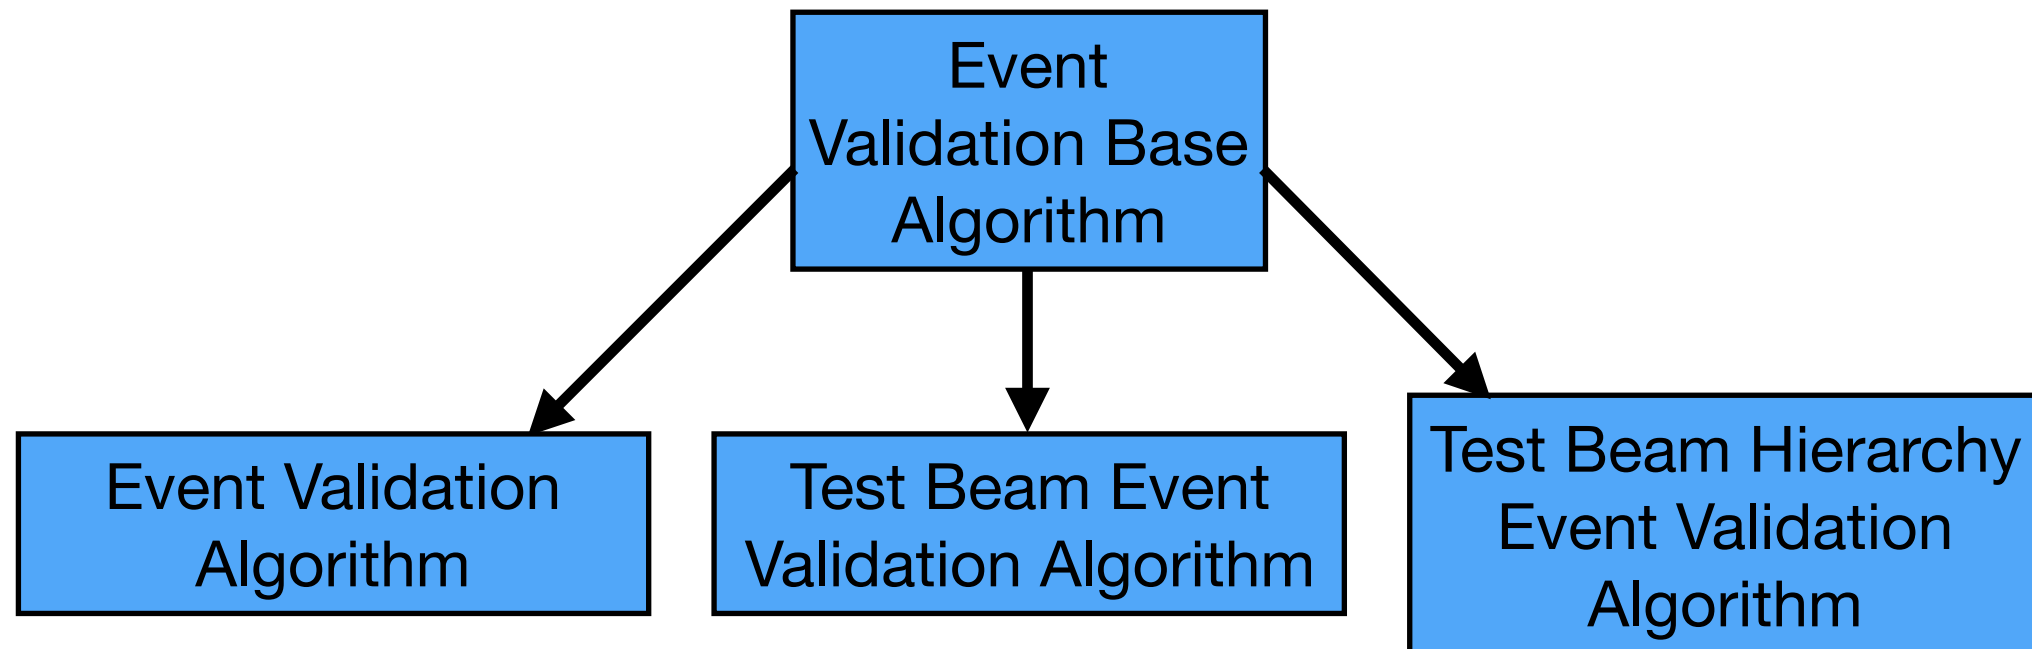 Event
Validation Base
Algorithm
Event Validation
Algorithm
Test Beam Event
Validation Algorithm
Test Beam Hierarchy
Event Validation
Algorithm